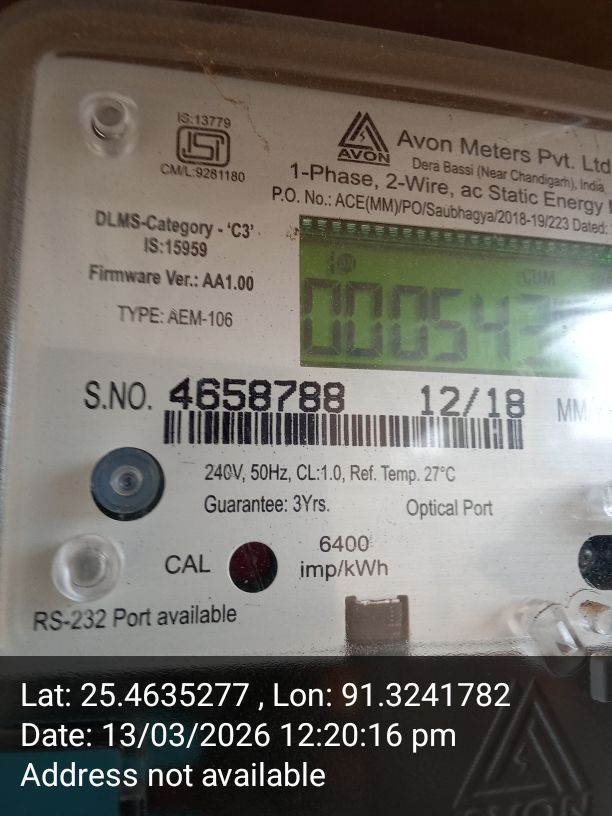 IS:13779
ISI
CM/L:9281180
AVON
Avon Meters Pvt. Ltd
Dera Bassi (Near Chandigarh), India
1-Phase, 2-Wire, ac Static Energy
P.O. No.: ACE(MM)/PO/Saubhagya/2018-19/223 Dated:
DLMS-Category - 'C3'
IS:15959
Firmware Ver.: AA1.00
TYPE: AEM-106
CUM
000543
S.NO. 4658788 12/18 MM/
240V, 50Hz, CL:1.0, Ref. Temp. 27°C
Guarantee: 3Yrs.
Optical Port
CAL
6400
imp/kWh
RS-232 Port available
Lat: 25.4635277 , Lon: 91.3241782
Date: 13/03/2026 12:20:16 pm
Address not available
AVON